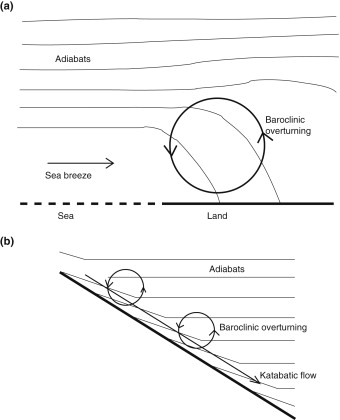 (a)
Adiabats
Baroclinic
overturning
Sea breeze
Sea
Land
(b)
Adiabats
Baroclinic overturning
Katabatic flow